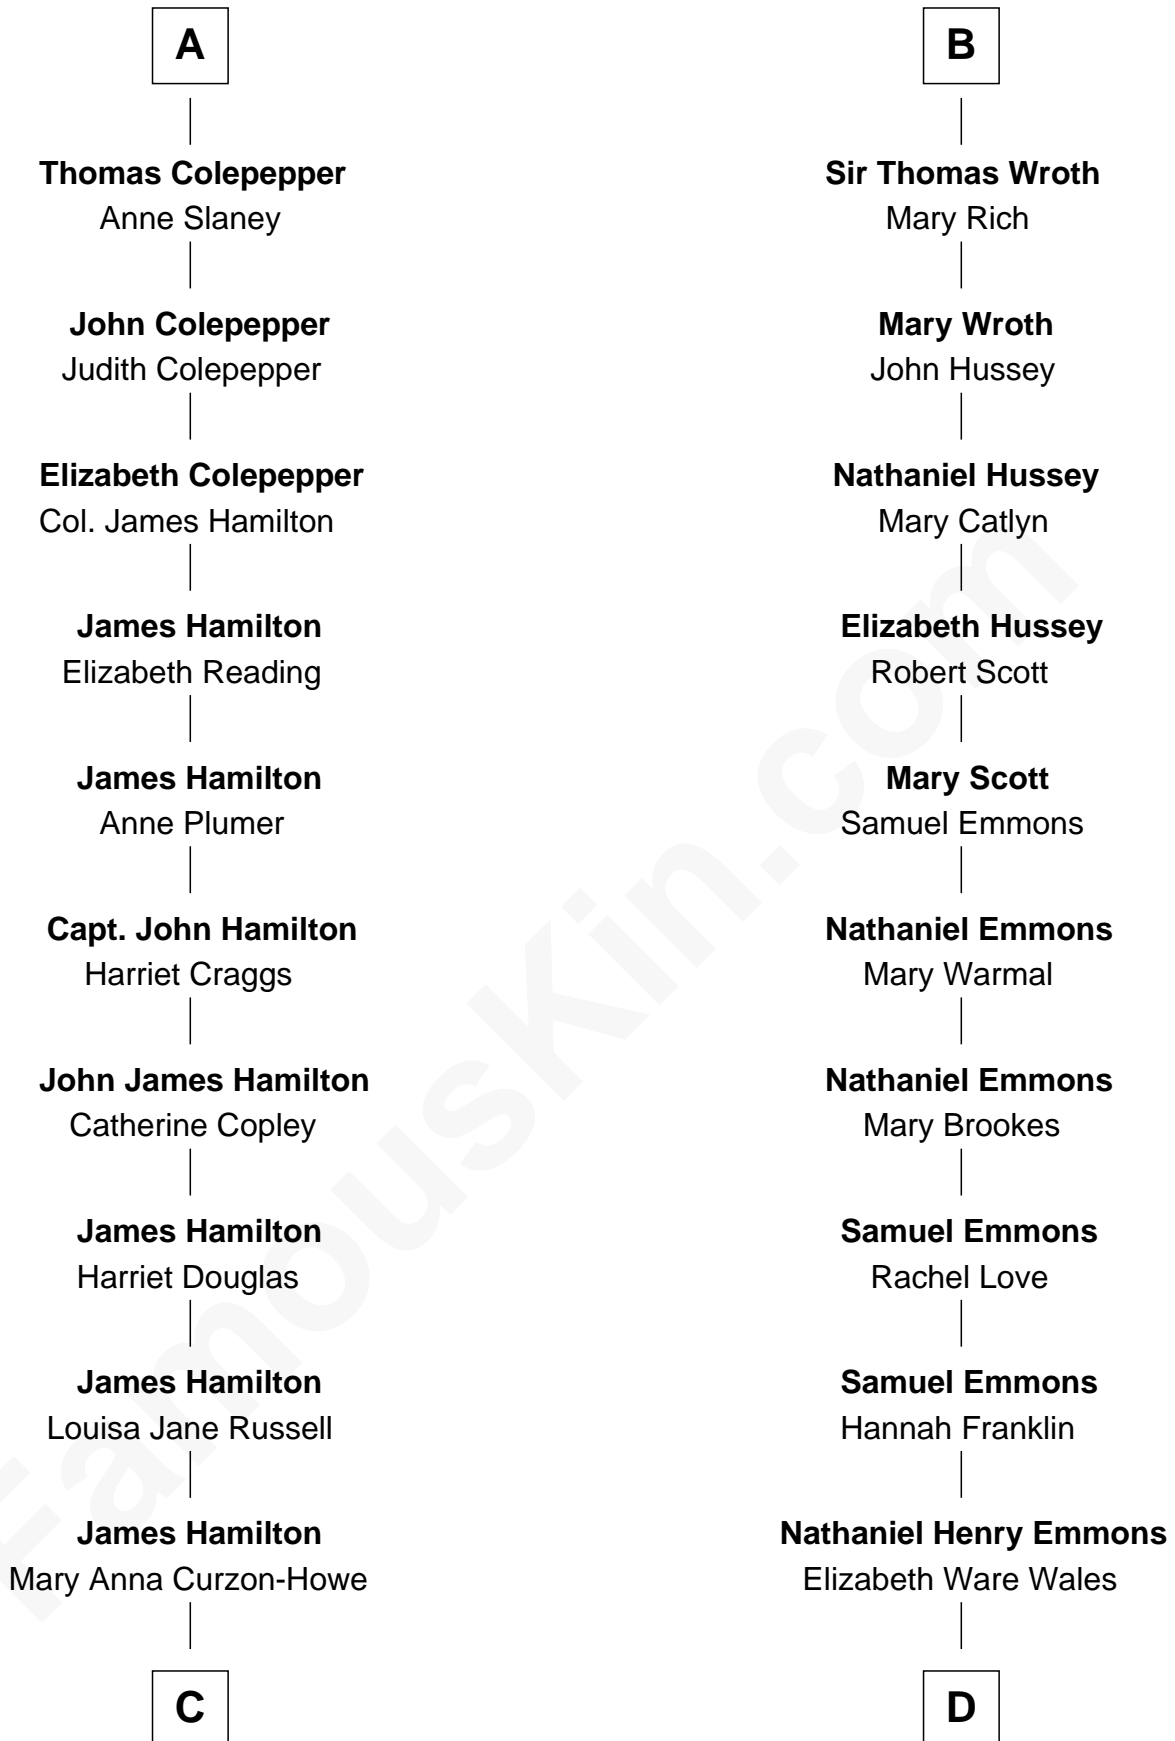 A
Thomas Colepepper
Anne Slaney
John Colepepper
Judith Colepepper
Elizabeth Colepepper
Col. James Hamilton
James Hamilton
Elizabeth Reading
James Hamilton
Anne Plumer
Capt. John Hamilton
Harriet Craggs
John James Hamilton
Catherine Copley
James Hamilton
Harriet Douglas
James Hamilton
Louisa Jane Russell
James Hamilton
Mary Anna Curzon-Howe
C
B
Sir Thomas Wroth
Mary Rich
Mary Wroth
John Hussey
Nathaniel Hussey
Mary Catlyn
Elizabeth Hussey
Robert Scott
Mary Scott
Samuel Emmons
Nathaniel Emmons
Mary Warmal
Nathaniel Emmons
Mary Brookes
Samuel Emmons
Rachel Love
Samuel Emmons
Hannah Franklin
Nathaniel Henry Emmons
Elizabeth Ware Wales
D
FamousKin.com